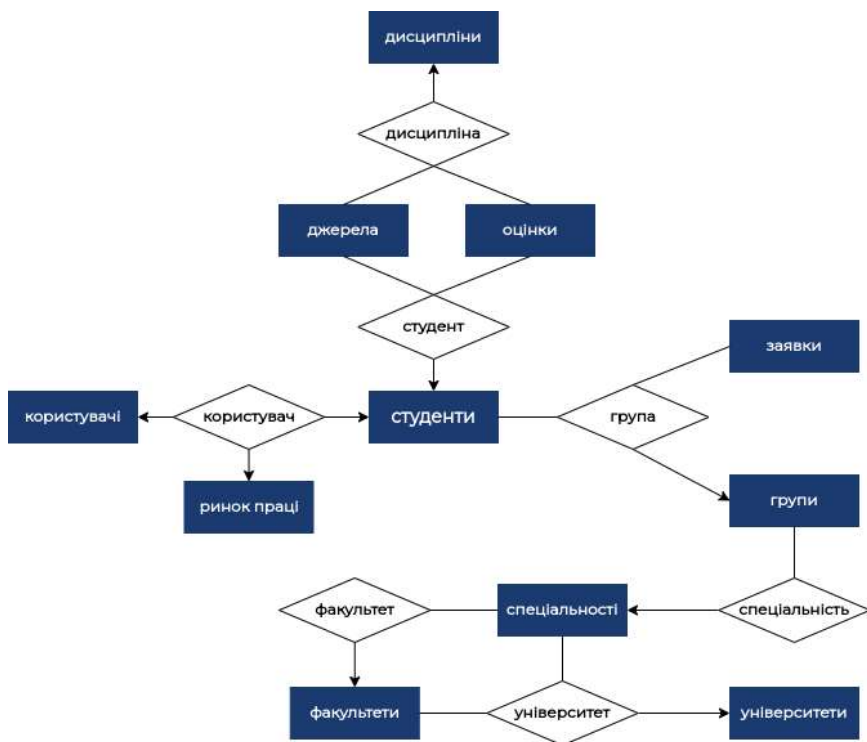 дисципліни
дисципліна
джерела
оцінки
студент
заявки
користувачі
користувач
студенти
група
ринок праці
групи
факультет
спеціальності
спеціальність
факультети
університет
університети